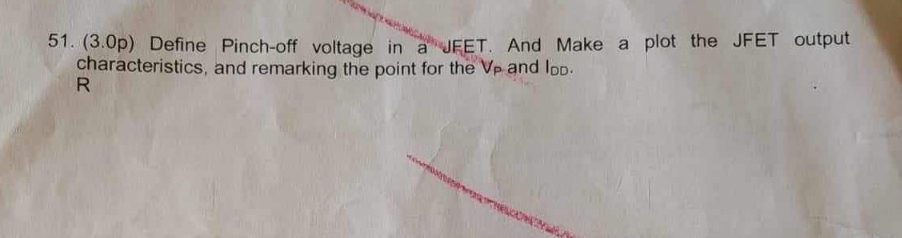 51. (3.0p) Define Pinch-off voltage in a JFET. And Make a plot the JFET output
characteristics, and remarking the point for the VP and IDD.
R